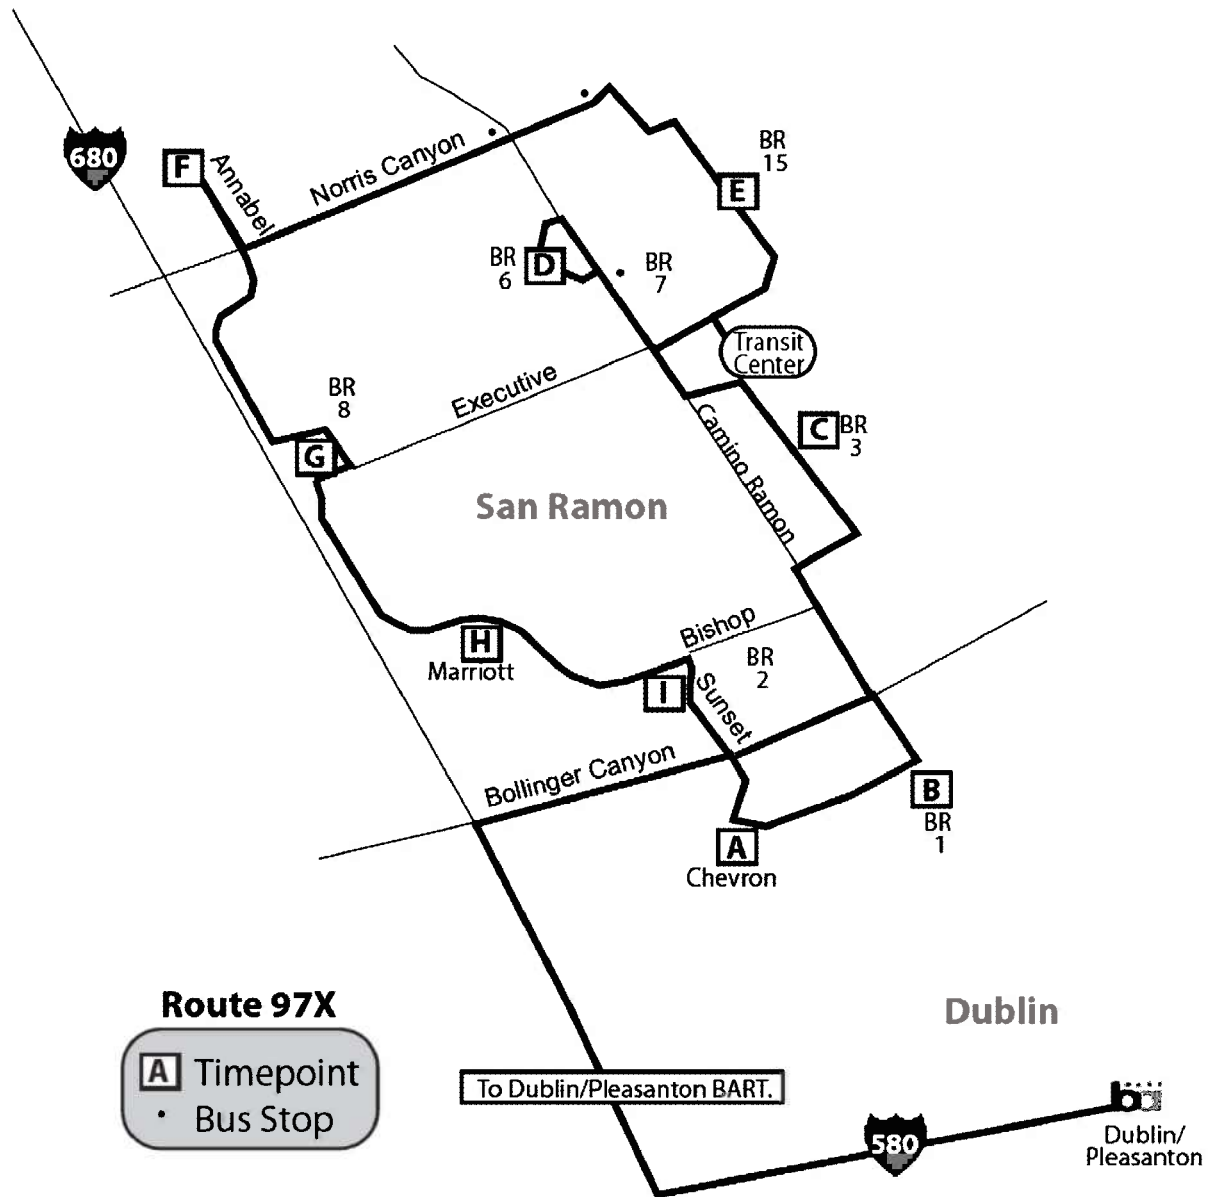 680
F
Annabel
Norris Canyon
BR
15
E
BR
6
D
BR
7
Transit
Center
Executive
BR
8
G
Camino Ramon
C
BR
3
San Ramon
H
Marriott
Bishop
BR
2
I
Sunset
Bollinger Canyon
B
BR
1
A
Chevron
Route 97X
A Timepoint
Bus Stop
Dublin
To Dublin/Pleasanton BART.
580
ba
Dublin/
Pleasanton